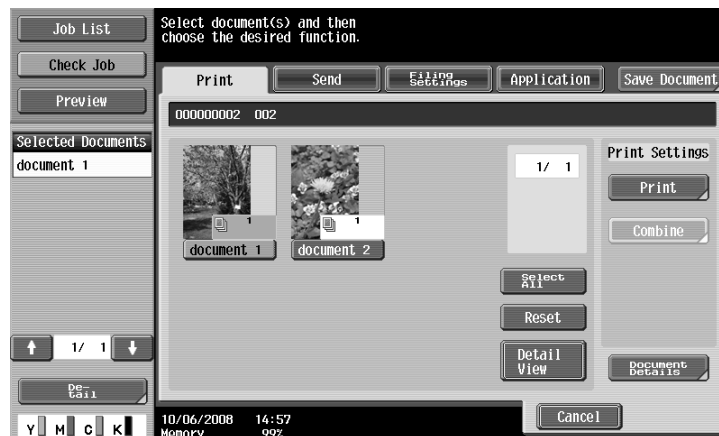 Job List
Check Job
Preview
Selected Documents
document 1
1/ 1
De-
tail
Y M C K
Select document(s) and then
choose the desired function.
Print
Send
Filing
Settings
Application
Save Document
000000002 002
1
document 1
1
document 2
1/ 1
Select
All
Reset
Detail
View
Print Settings
Print
Combine
Document
Details
Cancel
10/06/2008 14:57
Memory 99%